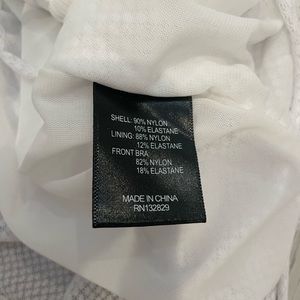 SHELL: 90% NYLON
10% ELASTANE
LINING: 88% NYLON
12% ELASTANE
FRONT BRA:
82% NYLON
18% ELASTANE
MADE IN CHINA
RN132829